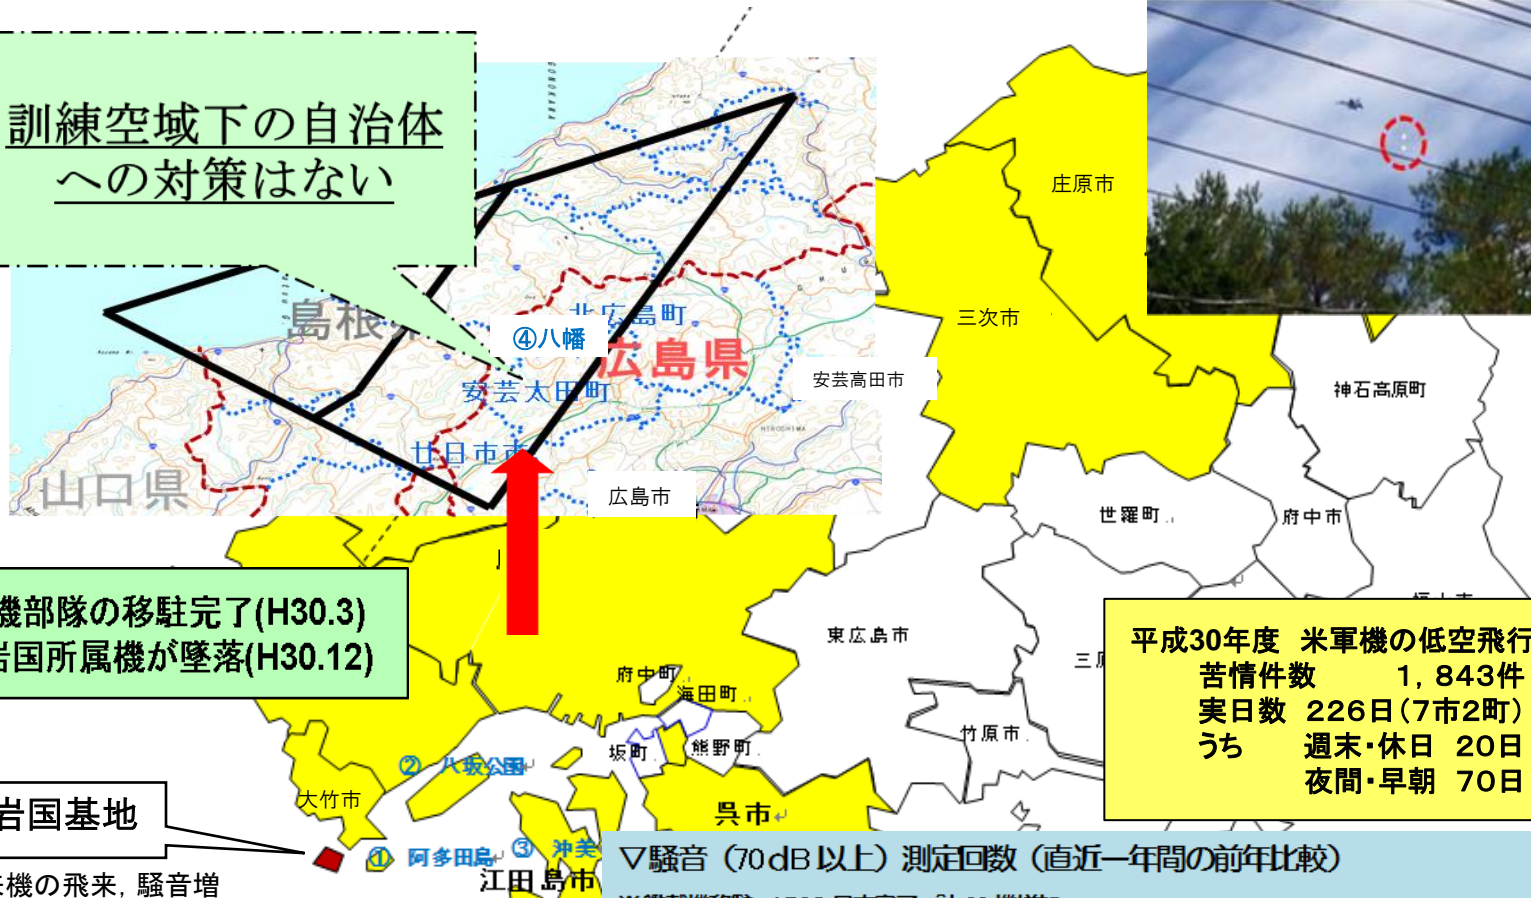 訓練空域下の自治体
への対策はない
庄原市
三次市
島根
北広島町
④八幡
広島県
安芸太田町
安芸高田市
神石高原町
廿日市市
山口県
広島市
HIROSHIMA
世羅町
府中市
機部隊の移駐完了(H30.3)
岩国所属機が墜落(H30.12)
東広島市
平成30年度 米軍機の低空飛行
苦情件数 1,843件
実日数 226日(7市2町)
うち 週末・休日 20日
夜間・早朝 70日
府中町
海田町
坂町
熊野町
竹原市
② 八坂公園
大竹市
呉市
岩国基地
① 阿多田島
③ 沖美
江田島市
機の飛来, 騒音増
▽騒音（70dB以上）測定回数（直近一年間の前年比較）